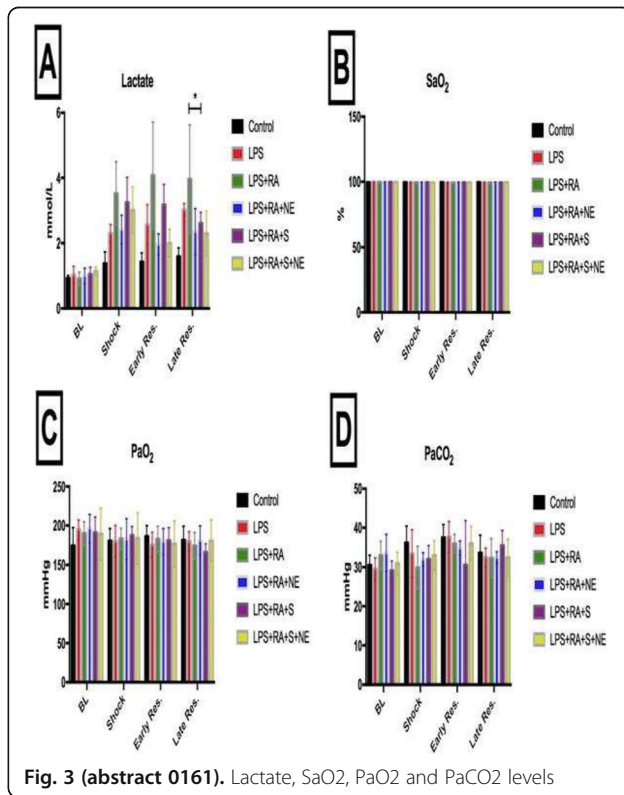 A
Lactate
*
mmol/L
6
4
2
0
BL
Shock
Early Res.
Late Res.
Control
LPS
LPS+RA
LPS+RA+NE
LPS+RA+S
LPS+RA+S+NE
B
SaO2
%
150
100
50
0
BL
Shock
Early Res.
Late Res.
Control
LPS
LPS+RA
LPS+RA+NE
LPS+RA+S
LPS+RA+S+NE
C
PaO2
mmHg
250
200
150
100
50
0
BL
Shock
Early Res.
Late Res.
Control
LPS
LPS+RA
LPS+RA+NE
LPS+RA+S
LPS+RA+S+NE
D
PaCO2
mmHg
50
40
30
20
10
0
BL
Shock
Early Res.
Late Res.
Control
LPS
LPS+RA
LPS+RA+NE
LPS+RA+S
LPS+RA+S+NE
Fig. 3 (abstract 0161). Lactate, SaO2, PaO2 and PaCO2 levels